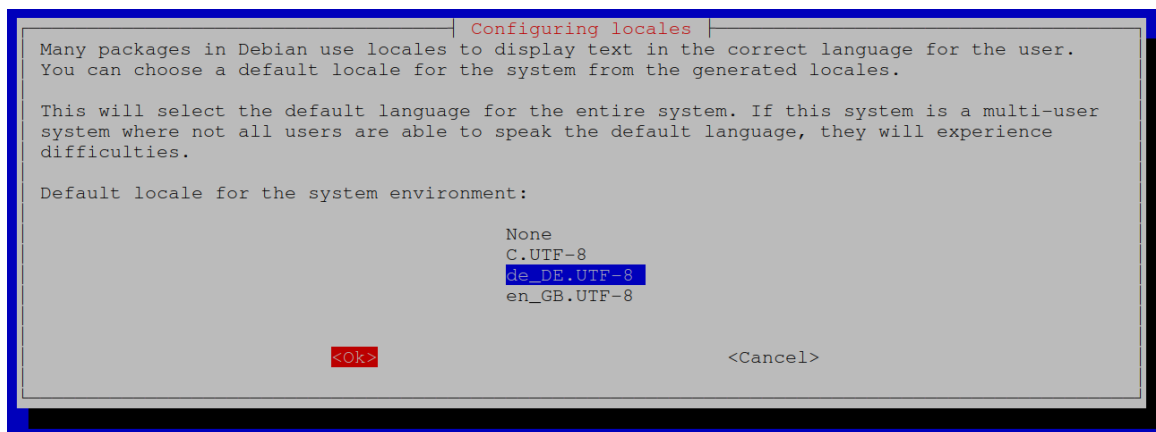 Configuring locales
Many packages in Debian use locales to display text in the correct language for the user.
You can choose a default locale for the system from the generated locales.
This will select the default language for the entire system. If this system is a multi-user
system where not all users are able to speak the default language, they will experience
difficulties.
Default locale for the system environment:
None
C.UTF-8
de_DE.UTF-8
en_GB.UTF-8
<Ok> <Cancel>